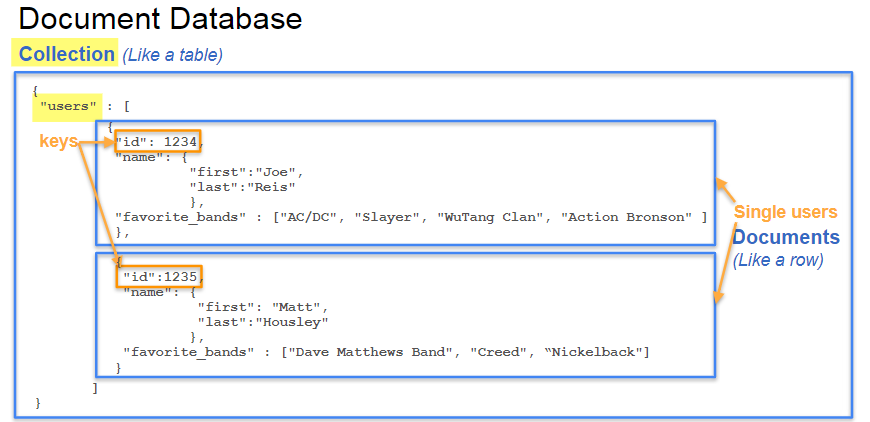 Document Database
Collection (Like a table)
{
"users" : [
{
keys "id": 1234,
"name": {
"first":"Joe",
"last":"Reis"
},
"favorite_bands" : ["AC/DC", "Slayer", "WuTang Clan", "Action Bronson" ]
},
Single users
Documents
(Like a row)
{
"id":1235,
"name": {
"first": "Matt",
"last":"Housley"
},
"favorite_bands" : ["Dave Matthews Band", "Creed", “Nickelback"]
}
]
}